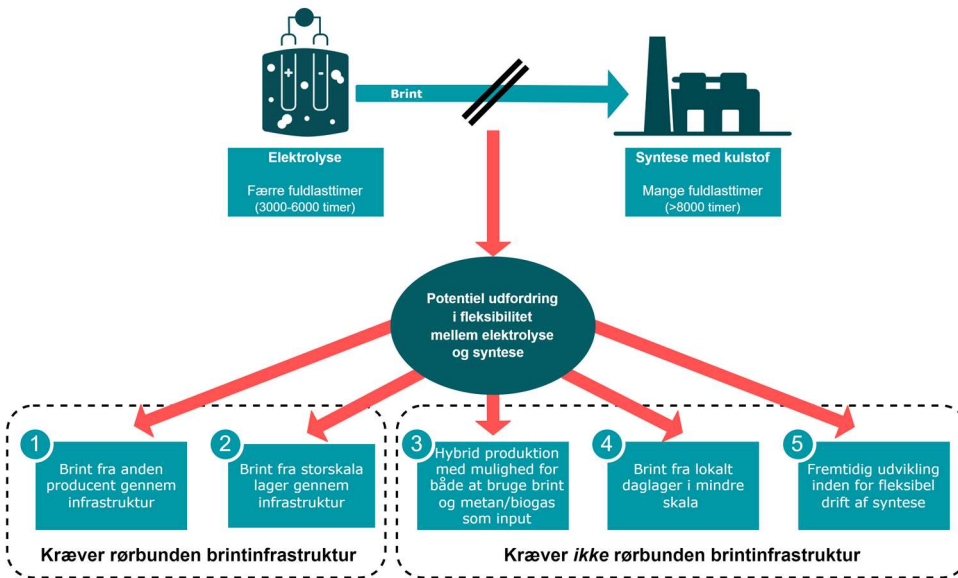 Brint
Elektrolyse
Færre fuldlasttimer
(3000-6000 timer)
Syntese med kulstof
Mange fuldlasttimer
(>8000 timer)
Potentiel udfordring
i fleksibilitet
mellem elektrolyse
og syntese
1
Brint fra anden
producent gennem
infrastruktur
2
Brint fra storskala
lager gennem
infrastruktur
3
Hybrid produktion
med mulighed for
både at bruge brint
og metan/biogas
som input
4
Brint fra lokalt
daglager i mindre
skala
5
Fremtidig udvikling
inden for fleksibel
drift af syntese
Kræver rørbunden brintinfrastruktur
Kræver ikke rørbunden brintinfrastruktur